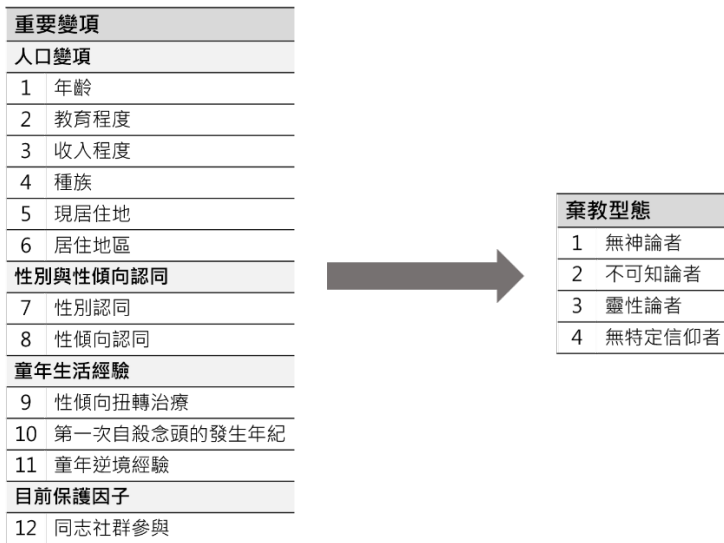 重要變項
人口變項
1 年齡
2 教育程度
3 收入程度
4 種族
5 現居住地
6 居住地區
性別與性傾向認同
7 性別認同
8 性傾向認同
童年生活經驗
9 性傾向扭轉治療
10 第一次自殺念頭的發生年紀
11 童年逆境經驗
目前保護因子
12 同志社群參與
棄教型態
1 無神論者
2 不可知論者
3 靈性論者
4 無特定信仰者